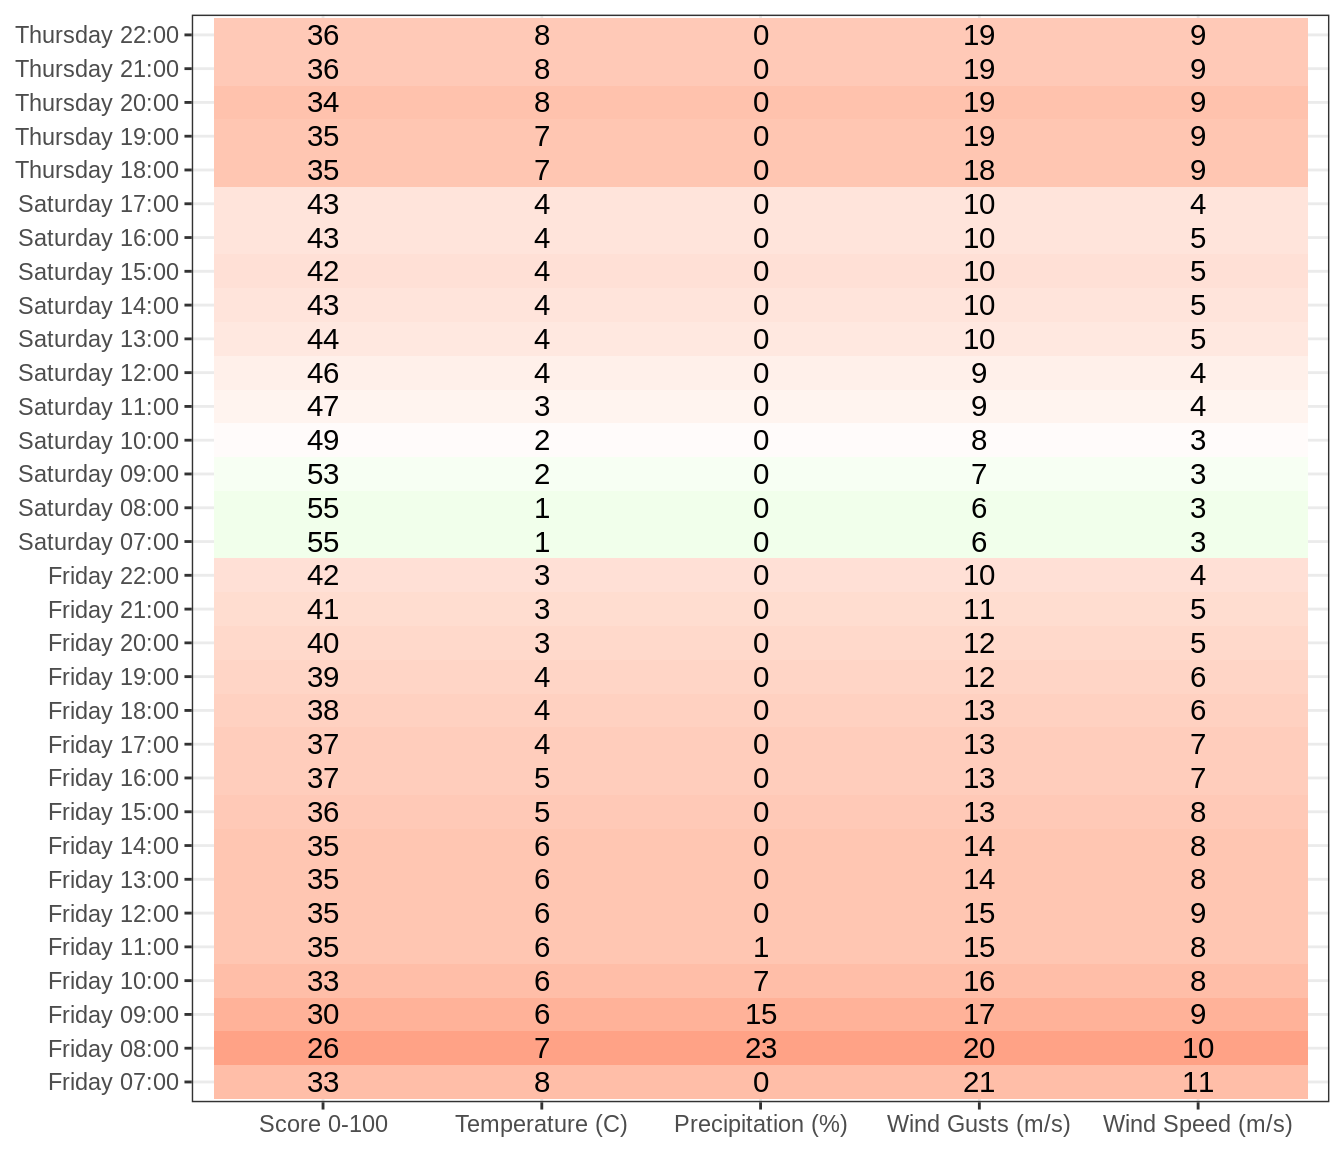 Thursday 22:00 36 8 0 19 9
Thursday 21:00 36 8 0 19 9
Thursday 20:00 34 8 0 19 9
Thursday 19:00 35 7 0 19 9
Thursday 18:00 35 7 0 18 9
Saturday 17:00 43 4 0 10 4
Saturday 16:00 43 4 0 10 5
Saturday 15:00 42 4 0 10 5
Saturday 14:00 43 4 0 10 5
Saturday 13:00 44 4 0 10 5
Saturday 12:00 46 4 0 9 4
Saturday 11:00 47 3 0 9 4
Saturday 10:00 49 2 0 8 3
Saturday 09:00 53 2 0 7 3
Saturday 08:00 55 1 0 6 3
Saturday 07:00 55 1 0 6 3
Friday 22:00 42 3 0 10 4
Friday 21:00 41 3 0 11 5
Friday 20:00 40 3 0 12 5
Friday 19:00 39 4 0 12 6
Friday 18:00 38 4 0 13 6
Friday 17:00 37 4 0 13 7
Friday 16:00 37 5 0 13 7
Friday 15:00 36 5 0 13 8
Friday 14:00 35 6 0 14 8
Friday 13:00 35 6 0 14 8
Friday 12:00 35 6 0 15 9
Friday 11:00 35 6 1 15 8
Friday 10:00 33 6 7 16 8
Friday 09:00 30 6 15 17 9
Friday 08:00 26 7 23 20 10
Friday 07:00 33 8 0 21 11
Score 0-100 Temperature (C) Precipitation (%) Wind Gusts (m/s) Wind Speed (m/s)